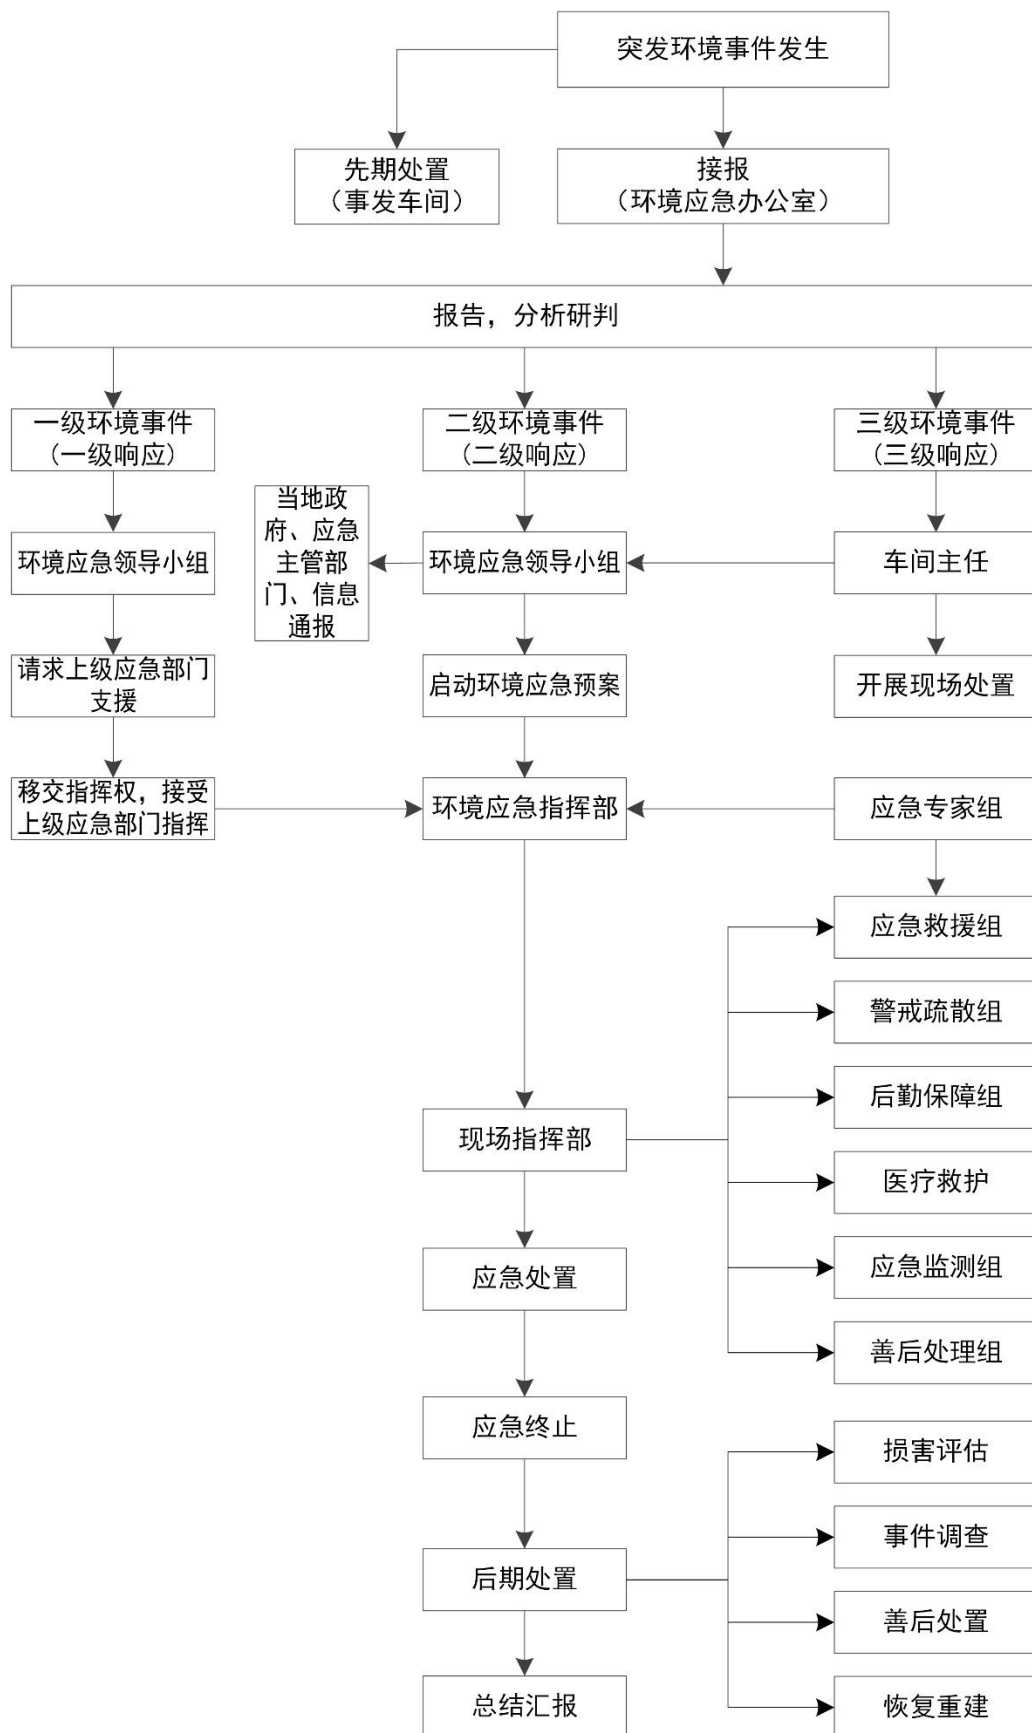 突发环境事件发生
先期处置
（事发车间）
接报
（环境应急办公室）
报告，分析研判
一级环境事件
（一级响应）
二级环境事件
（二级响应）
三级环境事件
（三级响应）
环境应急领导小组
当地政
府、应急
主管部
门、信息
通报
环境应急领导小组
车间主任
请求上级应急部门
支援
启动环境应急预案
开展现场处置
移交指挥权，接受
上级应急部门指挥
环境应急指挥部
应急专家组
应急救援组
警戒疏散组
后勤保障组
现场指挥部
医疗救护
应急处置
应急监测组
善后处理组
应急终止
损害评估
事件调查
后期处置
善后处置
总结汇报
恢复重建